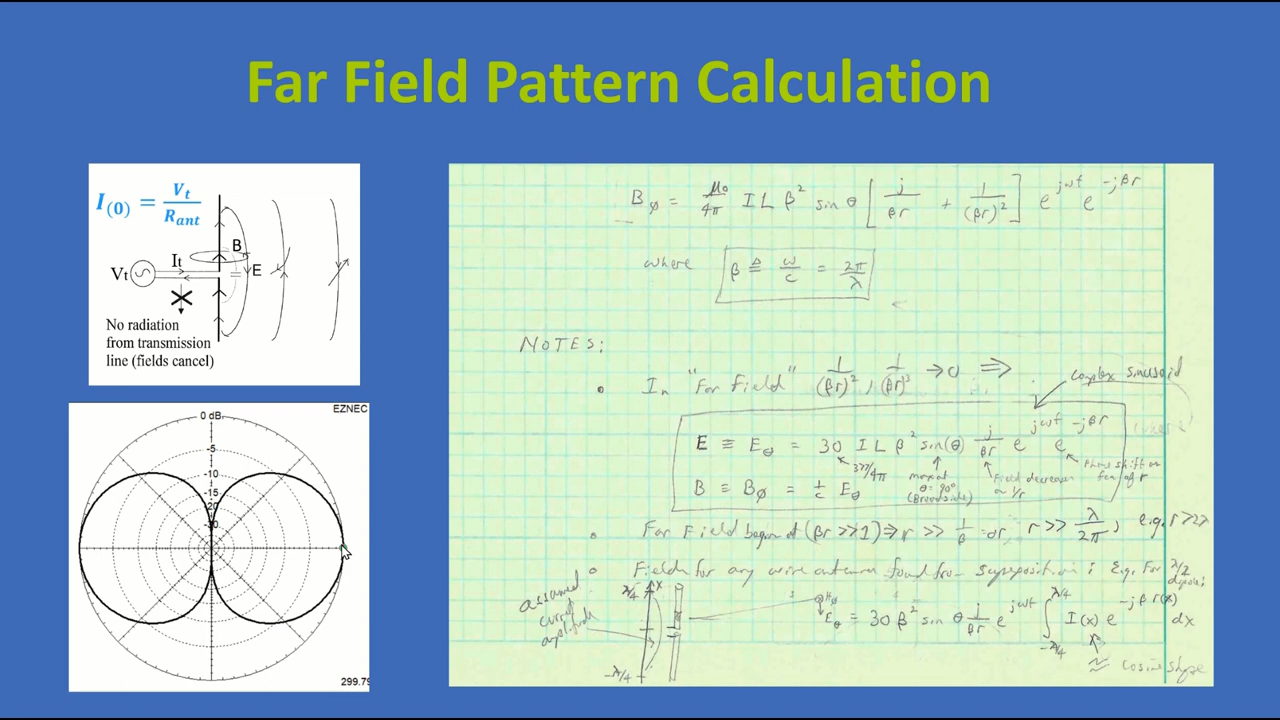 Far Field Pattern Calculation
I(0) = Vt / Rant
B
It
E
Vt
No radiation
from transmission
line (fields cancel)
EZNEC
0 dB
-5
-10
-15
299.79
Bφ = μ₀/4π I L β² sin θ [ j/βr + 1/(βr)² ] e^jωt e^-jβr
where β ≜ ω/c = 2π/λ
NOTES:
• In "Far Field" 1/(βr)², 1/(βr)³ → 0 ⇒
complex sinusoid
E ≡ Eθ = 30 I L β² sin(θ) j/βr e^jωt e^-jβr
377/4π
max at θ = 90° (Broadside)
Field decreases as 1/r
Phase shift as fcn of r
B ≡ Bφ = 1/c Eθ
• Far Field begins at (βr >> 1) ⇒ r >> 1/β or r >> λ/2π, e.g. r > 2λ
• Fields for any wire antenna found from superposition: E.g. For λ/2 dipole:
assumed current amplitude
λ/4
x
-λ/4
Hφ
Eθ = 30 β² sin θ j/βr e^jωt ∫ -λ/4 λ/4 I(x) e^-jβr(x) dx
≈ cosine shape